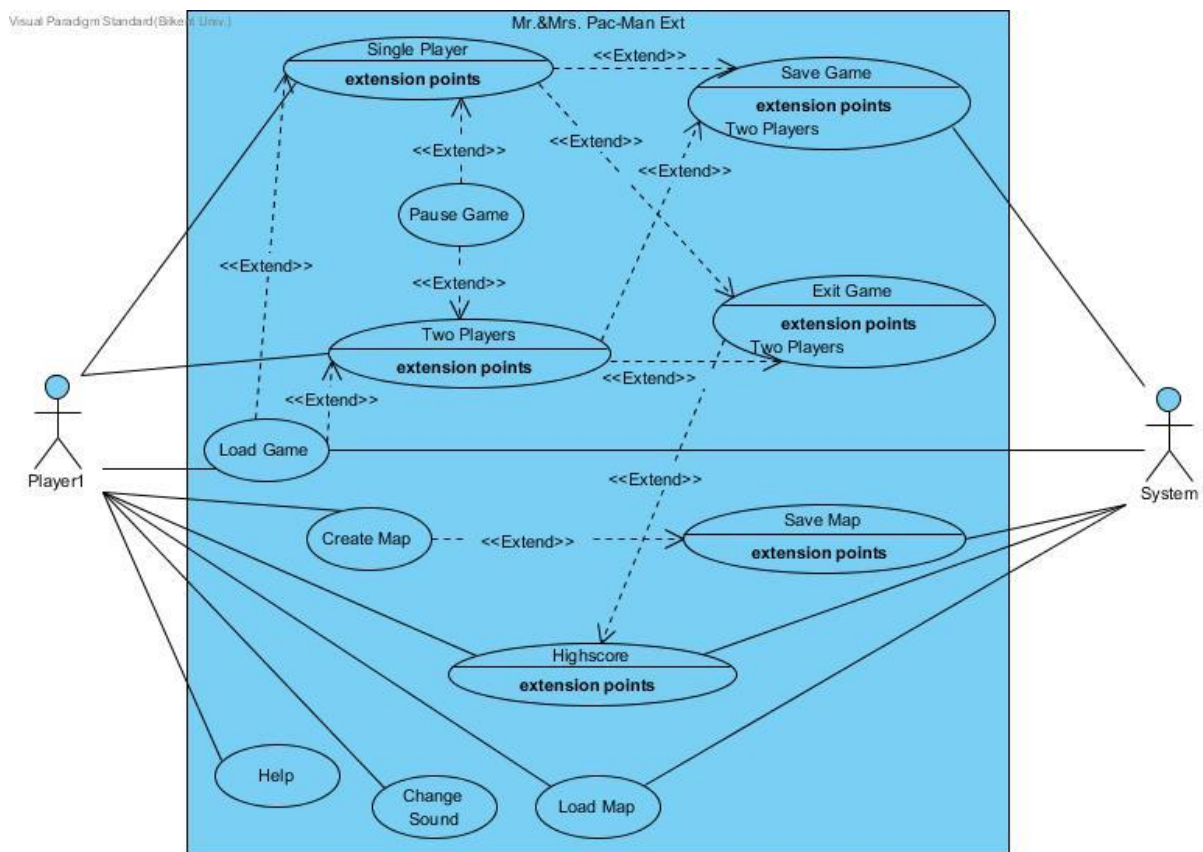 Visual Paradigm Standard(Bilkent Univ.)
Mr.&Mrs. Pac-Man Ext
Single Player
extension points
<<Extend>>
Save Game
extension points
Two Players
<<Extend>>
<<Extend>>
<<Extend>>
Pause Game
<<Extend>>
<<Extend>>
Exit Game
extension points
Two Players
Two Players
extension points
<<Extend>>
<<Extend>>
Load Game
Player1
System
<<Extend>>
Create Map
<<Extend>>
Save Map
extension points
Highscore
extension points
Help
Change
Sound
Load Map